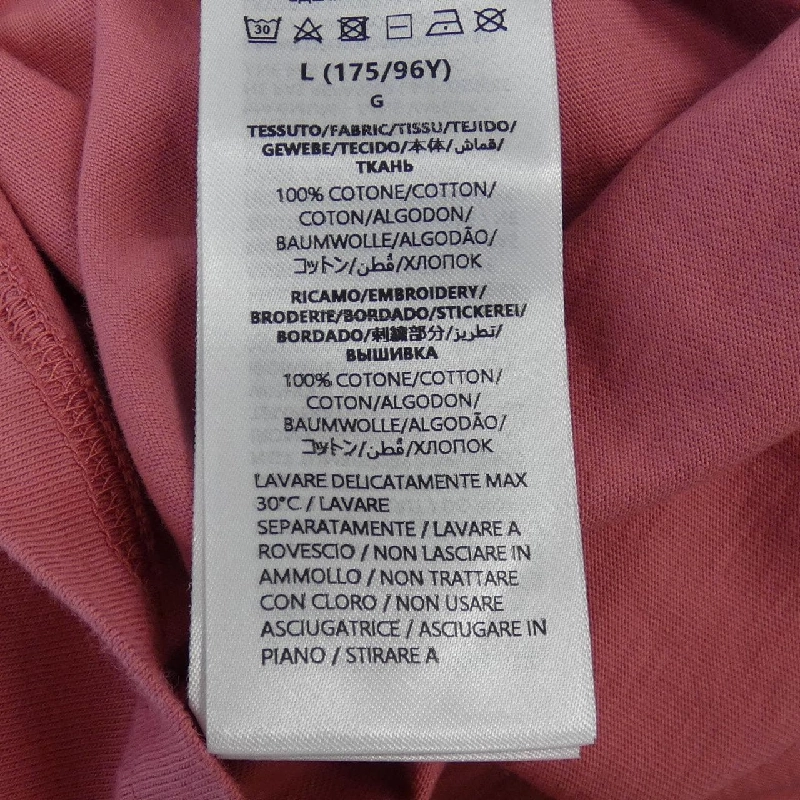 30
L (175/96Y)
G
TESSUTO/FABRIC/TISSU/TEJIDO/
GEWEBE/TECIDO/本体/قماش/
ТКАНЬ
100% COTONE/COTTON/
COTON/ALGODON/
BAUMWOLLE/ALGODÃO/
コットン/قُطن/ХЛОПОК
RICAMO/EMBROIDERY/
BRODERIE/BORDADO/STICKEREI/
BORDADO/刺繍部分/تطريز/
ВЫШИВКА
100% COTONE/COTTON/
COTON/ALGODON/
BAUMWOLLE/ALGODÃO/
コットン/قُطن/ХЛОПОК
LAVARE DELICATAMENTE MAX
30°C / LAVARE
SEPARATAMENTE / LAVARE A
ROVESCIO / NON LASCIARE IN
AMMOLLO / NON TRATTARE
CON CLORO / NON USARE
ASCIUGATRICE / ASCIUGARE IN
PIANO / STIRARE A